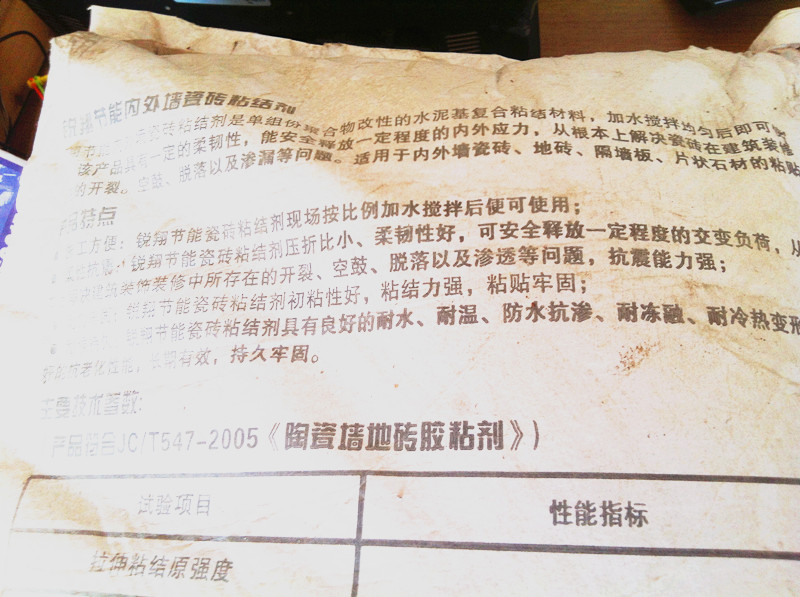 锐翔节能内外墙瓷砖粘结剂
瓷砖粘结剂是单组份聚合物改性的水泥基复合粘结材料，加水搅拌均匀后即可
该产品具有一定的柔韧性，能安全释放一定程度的内外应力，从根本上解决瓷砖在建筑装
的开裂。空鼓、脱落以及渗漏等问题。适用于内外墙瓷砖、地砖、隔墙板、片状石材的粘贴
产品特点
工方便：锐翔节能瓷砖粘结剂现场按比例加水搅拌后便可使用；
锐翔节能瓷砖粘结剂压折比小、柔韧性好，可安全释放一定程度的交变负荷，从
建筑装饰装修中所存在的开裂、空鼓、脱落以及渗透等问题，抗震能力强；
锐翔节能瓷砖粘结剂初粘性好，粘结力强，粘贴牢固；
锐翔节能瓷砖粘结剂具有良好的耐水、耐温、防水抗渗、耐冻融、耐冷热变形
好的抗老化性能，长期有效，持久牢固。
主要技术参数:
产品符合JC/T547-2005《陶瓷墙地砖胶粘剂》)
试验项目
性能指标
拉伸粘结原强度